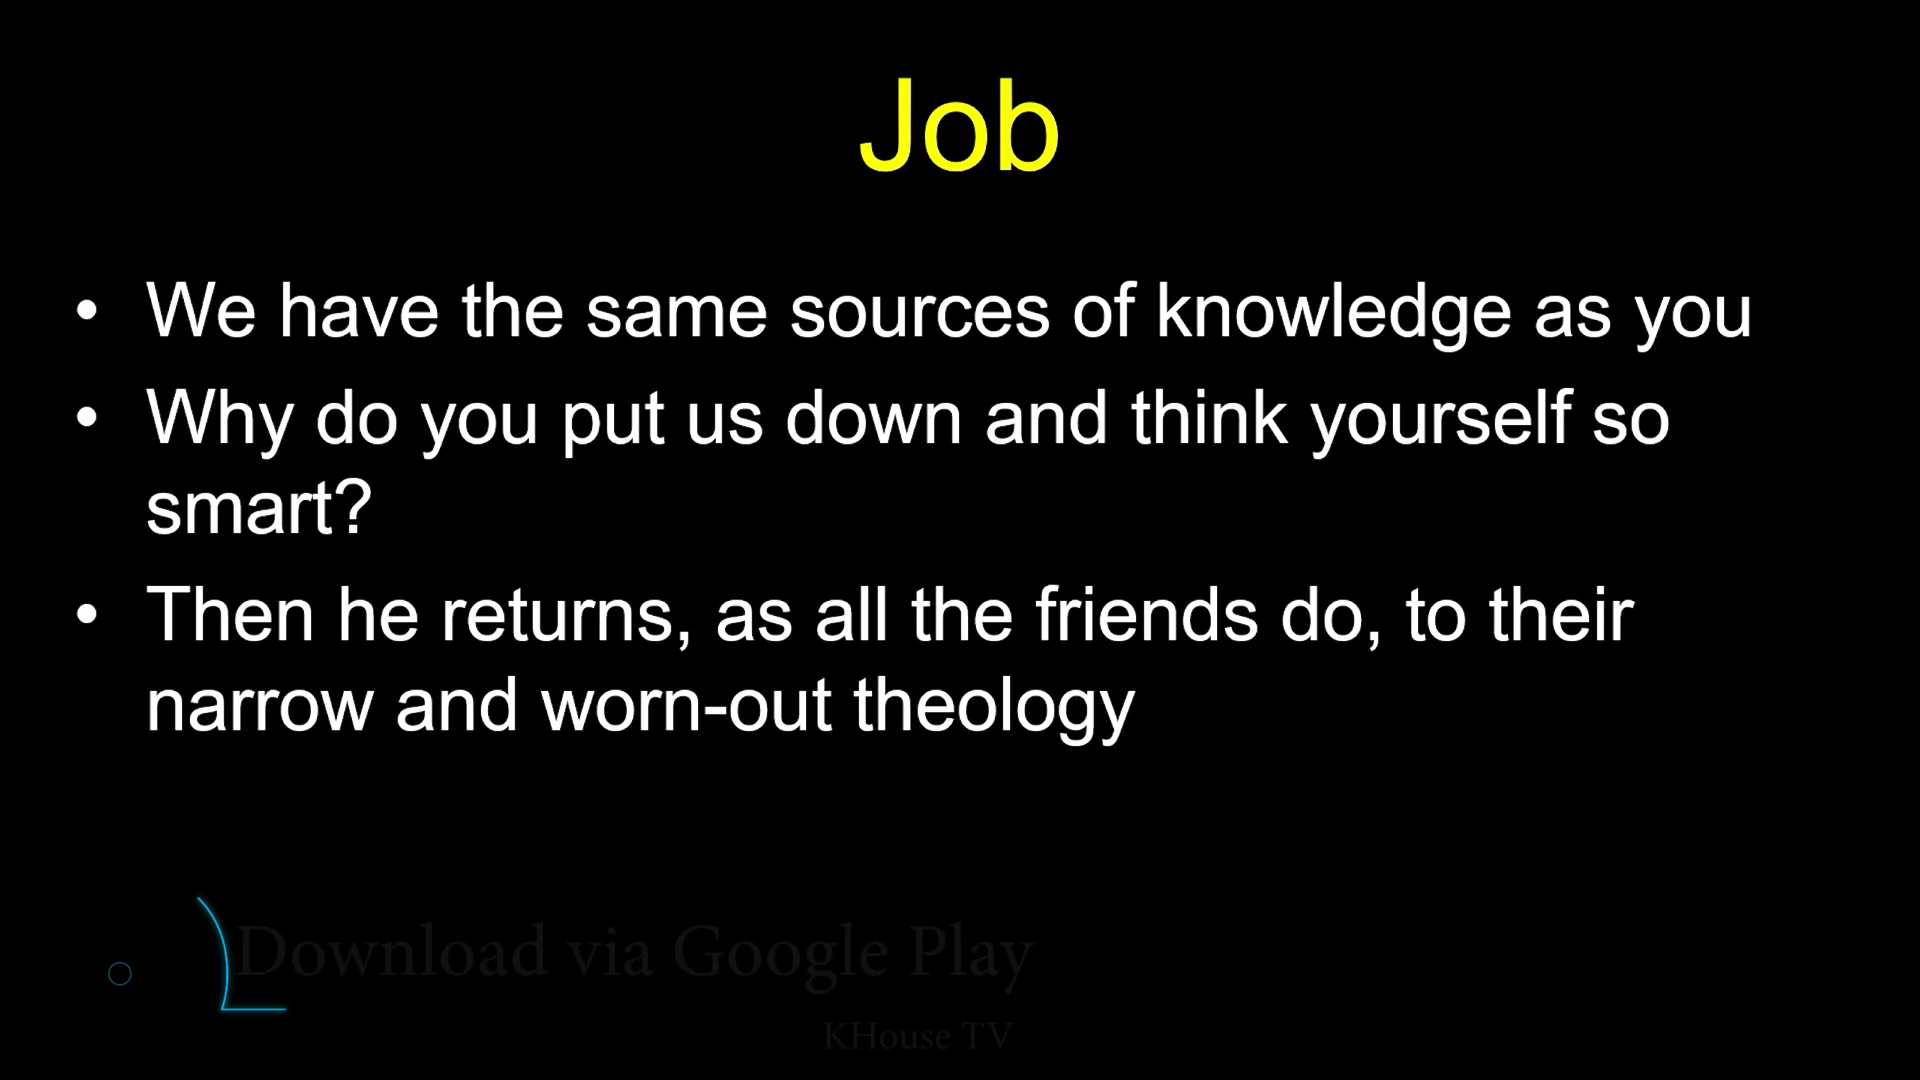 Job
• We have the same sources of knowledge as you
• Why do you put us down and think yourself so
smart?
• Then he returns, as all the friends do, to their
narrow and worn-out theology
Download via Google Play
KHouse TV